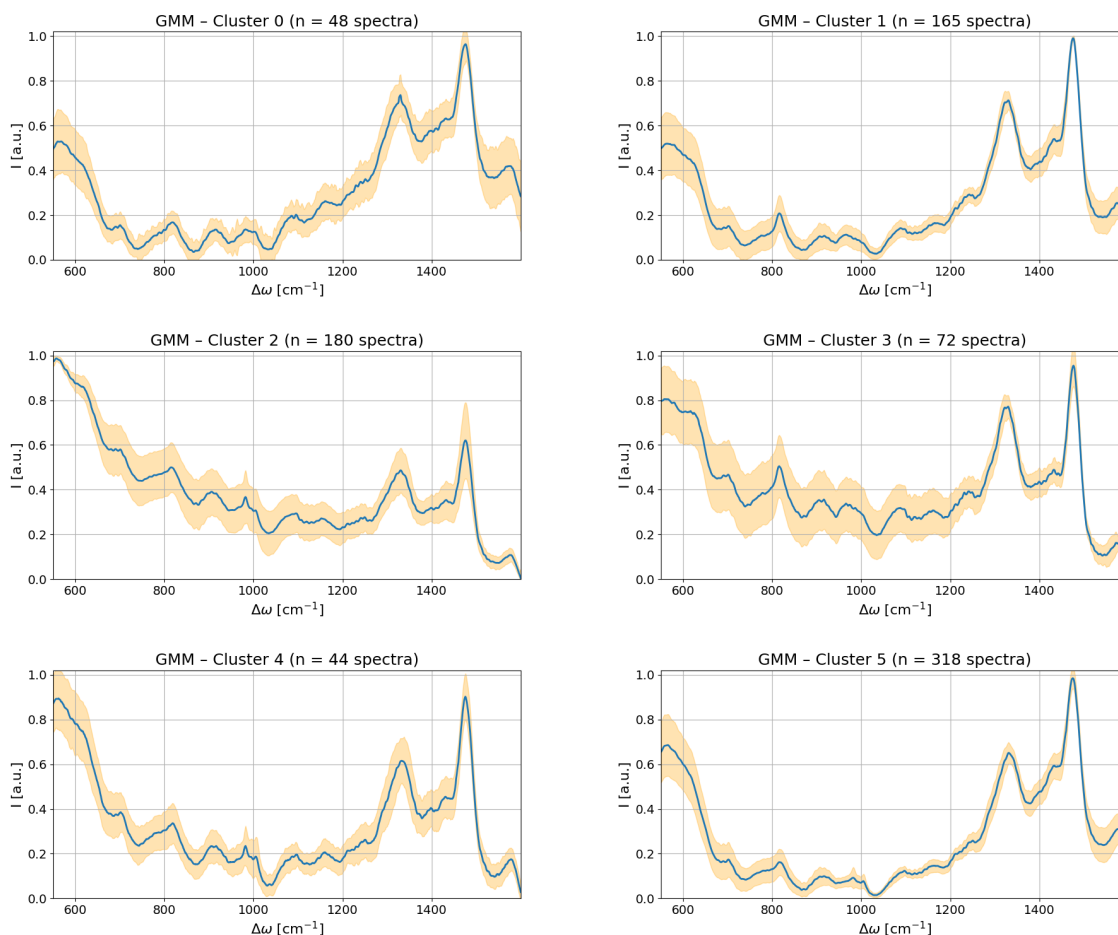 GMM – Cluster 0 (n = 48 spectra)
I [a.u.]
1.0
0.8
0.6
0.4
0.2
0.0
600 800 1000 1200 1400
Δω [cm⁻¹]
GMM – Cluster 1 (n = 165 spectra)
I [a.u.]
1.0
0.8
0.6
0.4
0.2
0.0
600 800 1000 1200 1400
Δω [cm⁻¹]
GMM – Cluster 2 (n = 180 spectra)
I [a.u.]
1.0
0.8
0.6
0.4
0.2
0.0
600 800 1000 1200 1400
Δω [cm⁻¹]
GMM – Cluster 3 (n = 72 spectra)
I [a.u.]
1.0
0.8
0.6
0.4
0.2
0.0
600 800 1000 1200 1400
Δω [cm⁻¹]
GMM – Cluster 4 (n = 44 spectra)
I [a.u.]
1.0
0.8
0.6
0.4
0.2
0.0
600 800 1000 1200 1400
Δω [cm⁻¹]
GMM – Cluster 5 (n = 318 spectra)
I [a.u.]
1.0
0.8
0.6
0.4
0.2
0.0
600 800 1000 1200 1400
Δω [cm⁻¹]